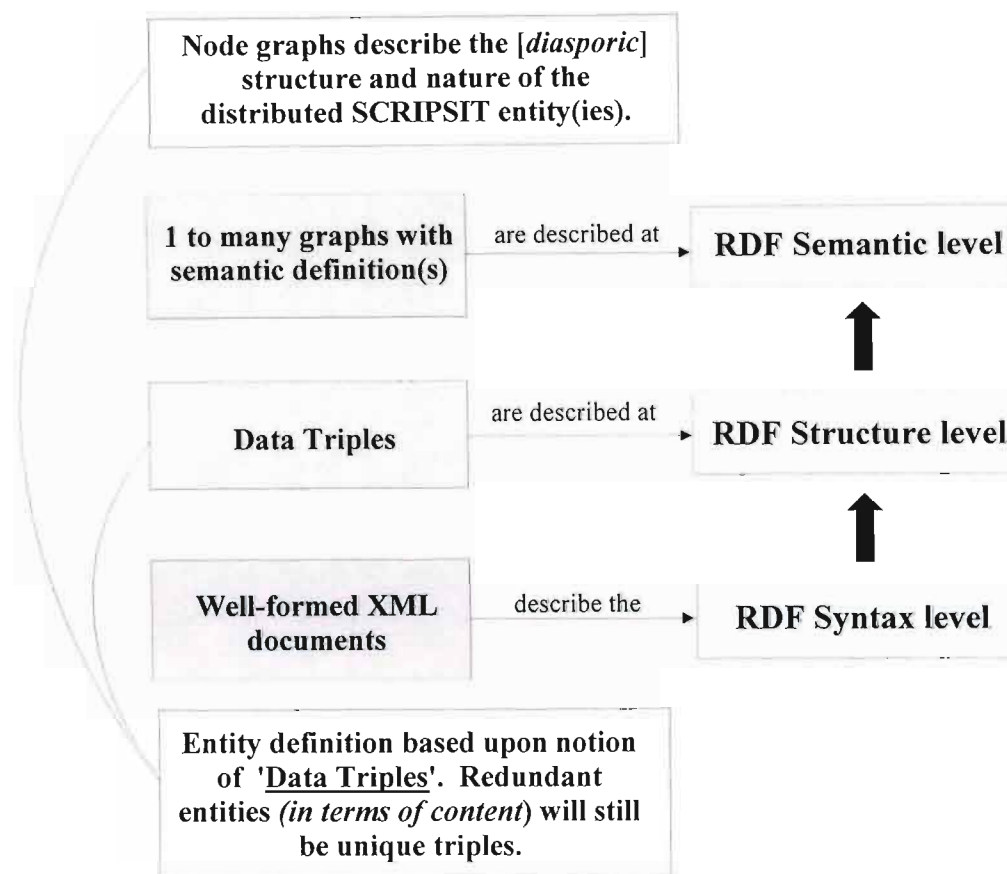 Node graphs describe the [diasporic]
structure and nature of the
distributed SCRIPSIT entity(ies).
1 to many graphs with
semantic definition(s)
are described at
RDF Semantic level
Data Triples
are described at
RDF Structure level
Well-formed XML
documents
describe the
RDF Syntax level
Entity definition based upon notion
of 'Data Triples'. Redundant
entities (in terms of content) will still
be unique triples.